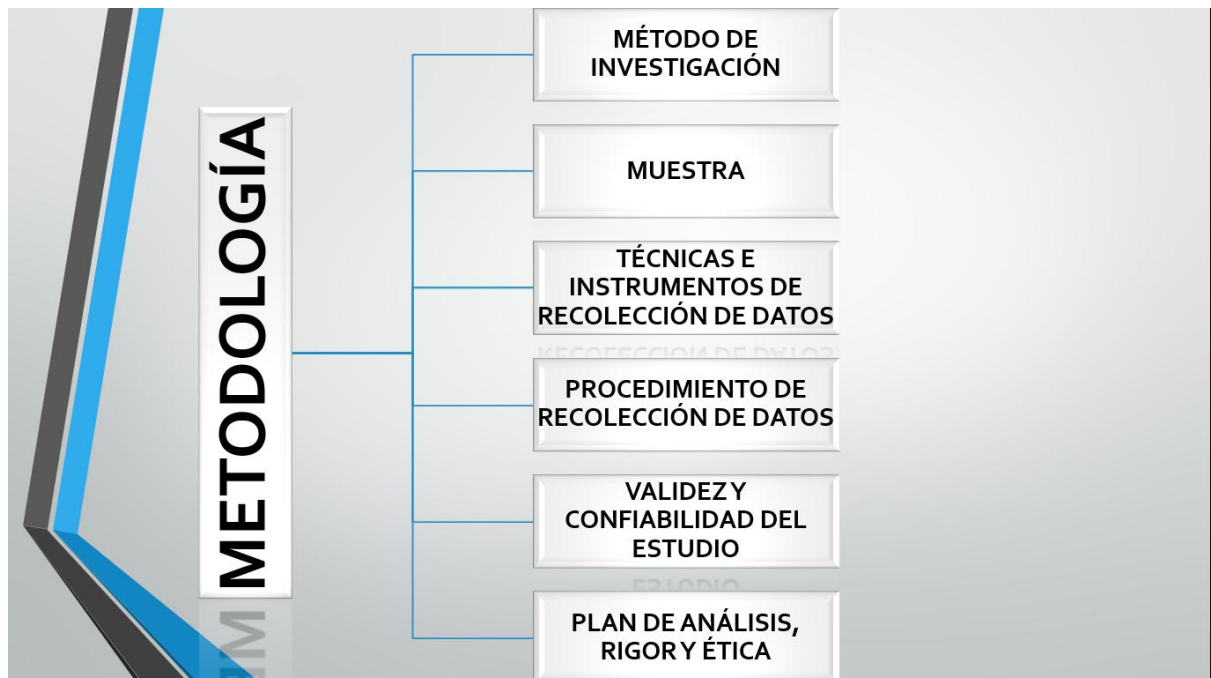 METODOLOGÍA
MÉTODO DE
INVESTIGACIÓN
MUESTRA
TÉCNICAS E
INSTRUMENTOS DE
RECOLECCIÓN DE DATOS
PROCEDIMIENTO DE
RECOLECCIÓN DE DATOS
VALIDEZ Y
CONFIABILIDAD DEL
ESTUDIO
PLAN DE ANÁLISIS,
RIGOR Y ÉTICA